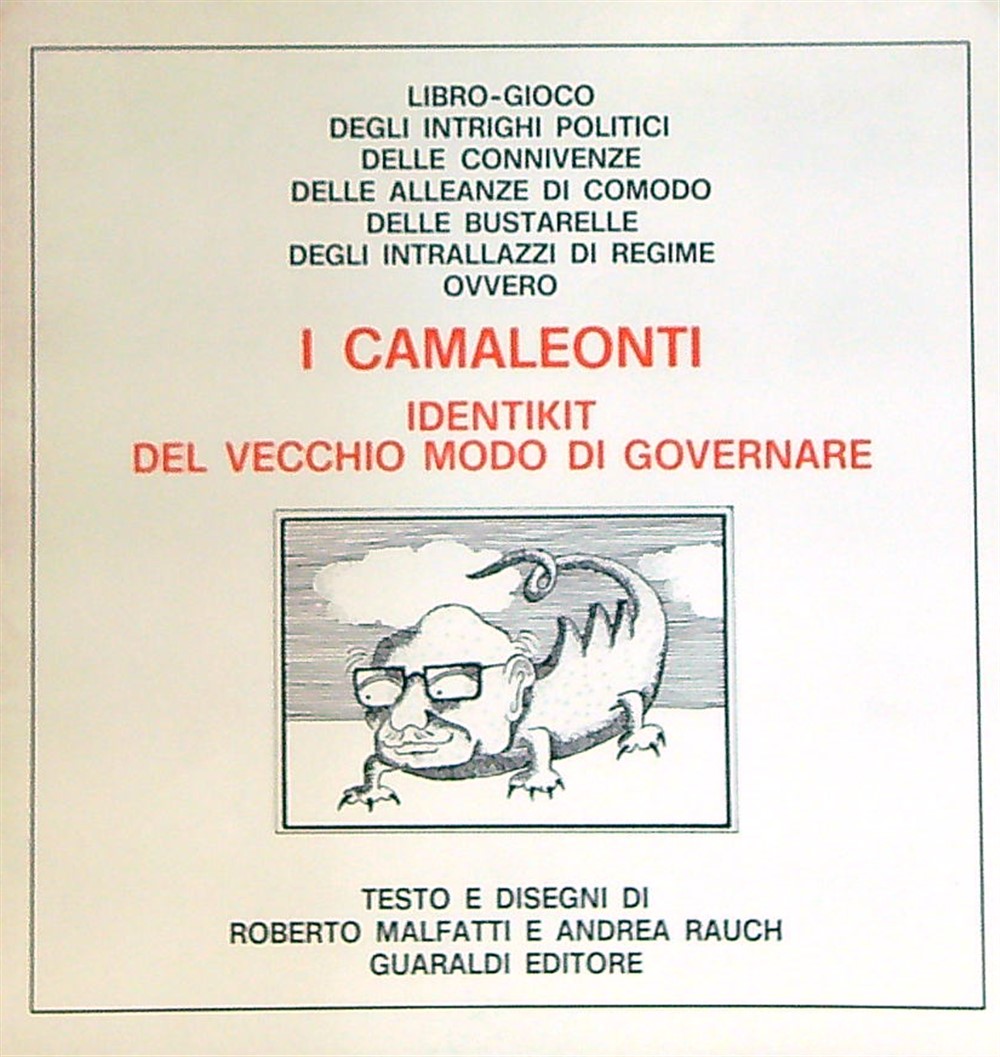 LIBRO-GIOCO
DEGLI INTRIGHI POLITICI
DELLE CONNIVENZE
DELLE ALLEANZE DI COMODO
DELLE BUSTARELLE
DEGLI INTRALLAZZI DI REGIME
OVVERO
I CAMALEONTI
IDENTIKIT
DEL VECCHIO MODO DI GOVERNARE
TESTO E DISEGNI DI
ROBERTO MALFATTI E ANDREA RAUCH
GUARALDI EDITORE